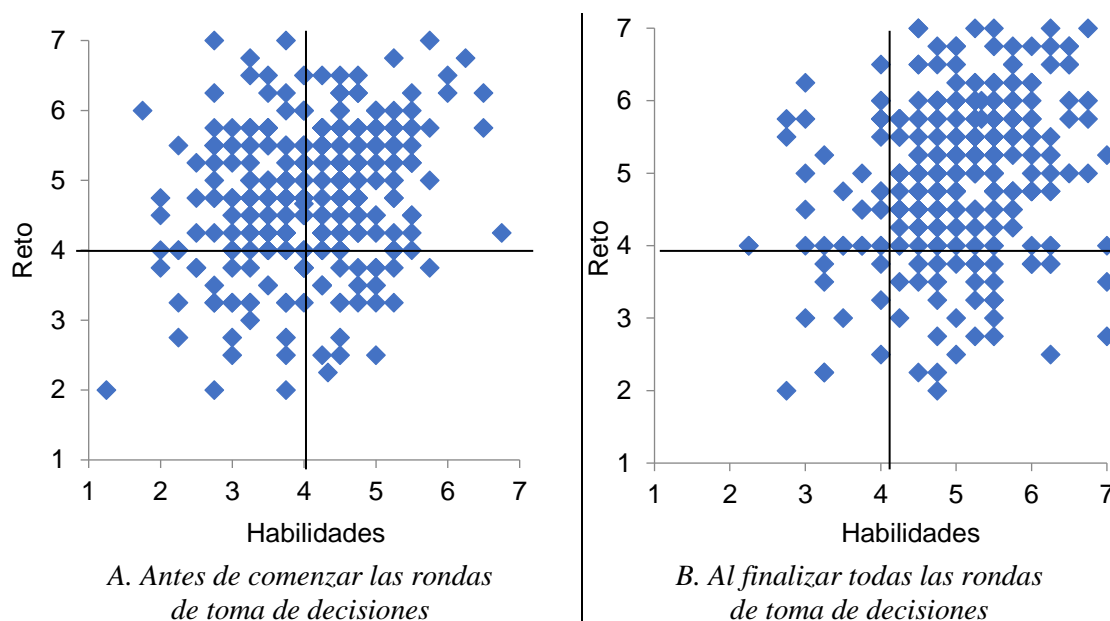 7
6
5
4
3
2
1
1 2 3 4 5 6 7
Reto
Habilidades
A. Antes de comenzar las rondas
de toma de decisiones
7
6
5
4
3
2
1
1 2 3 4 5 6 7
Reto
Habilidades
B. Al finalizar todas las rondas
de toma de decisiones